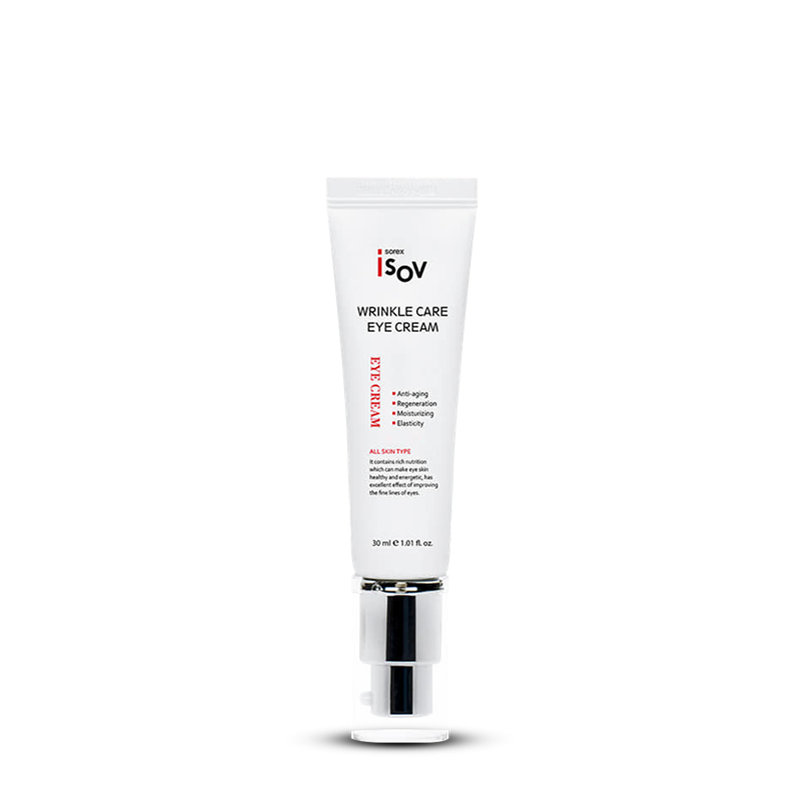 sorex
isov
WRINKLE CARE
EYE CREAM
EYE CREAM
Anti-aging
Regeneration
Moisturizing
Elasticity
ALL SKIN TYPE
It contains rich nutrition
which can make eye skin
healthy and energetic, has
excellent effect of improving
the fine lines of eyes.
30 ml ℮ 1.01 fl. oz.